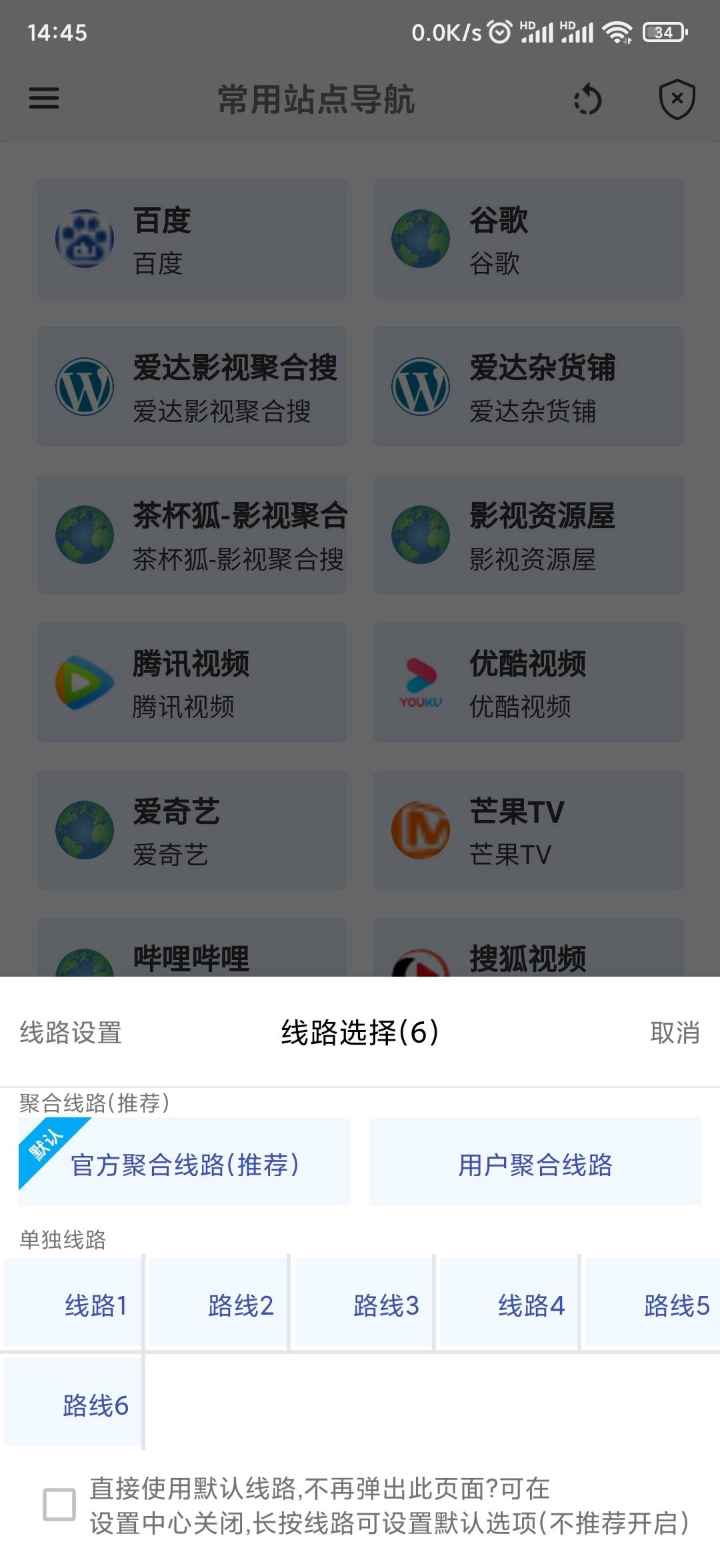 14:45
0.0K/s HD HD 34
常用站点导航
百度
百度
谷歌
谷歌
爱达影视聚合搜
爱达影视聚合搜
爱达杂货铺
爱达杂货铺
茶杯狐-影视聚合
茶杯狐-影视聚合搜
影视资源屋
影视资源屋
腾讯视频
腾讯视频
YOUKU
优酷视频
优酷视频
爱奇艺
爱奇艺
芒果TV
芒果TV
哔哩哔哩
搜狐视频
线路设置
线路选择(6)
取消
聚合线路(推荐)
默认
官方聚合线路(推荐)
用户聚合线路
单独线路
线路1
路线2
路线3
线路4
路线5
路线6
直接使用默认线路,不再弹出此页面?可在
设置中心关闭,长按线路可设置默认选项(不推荐开启)